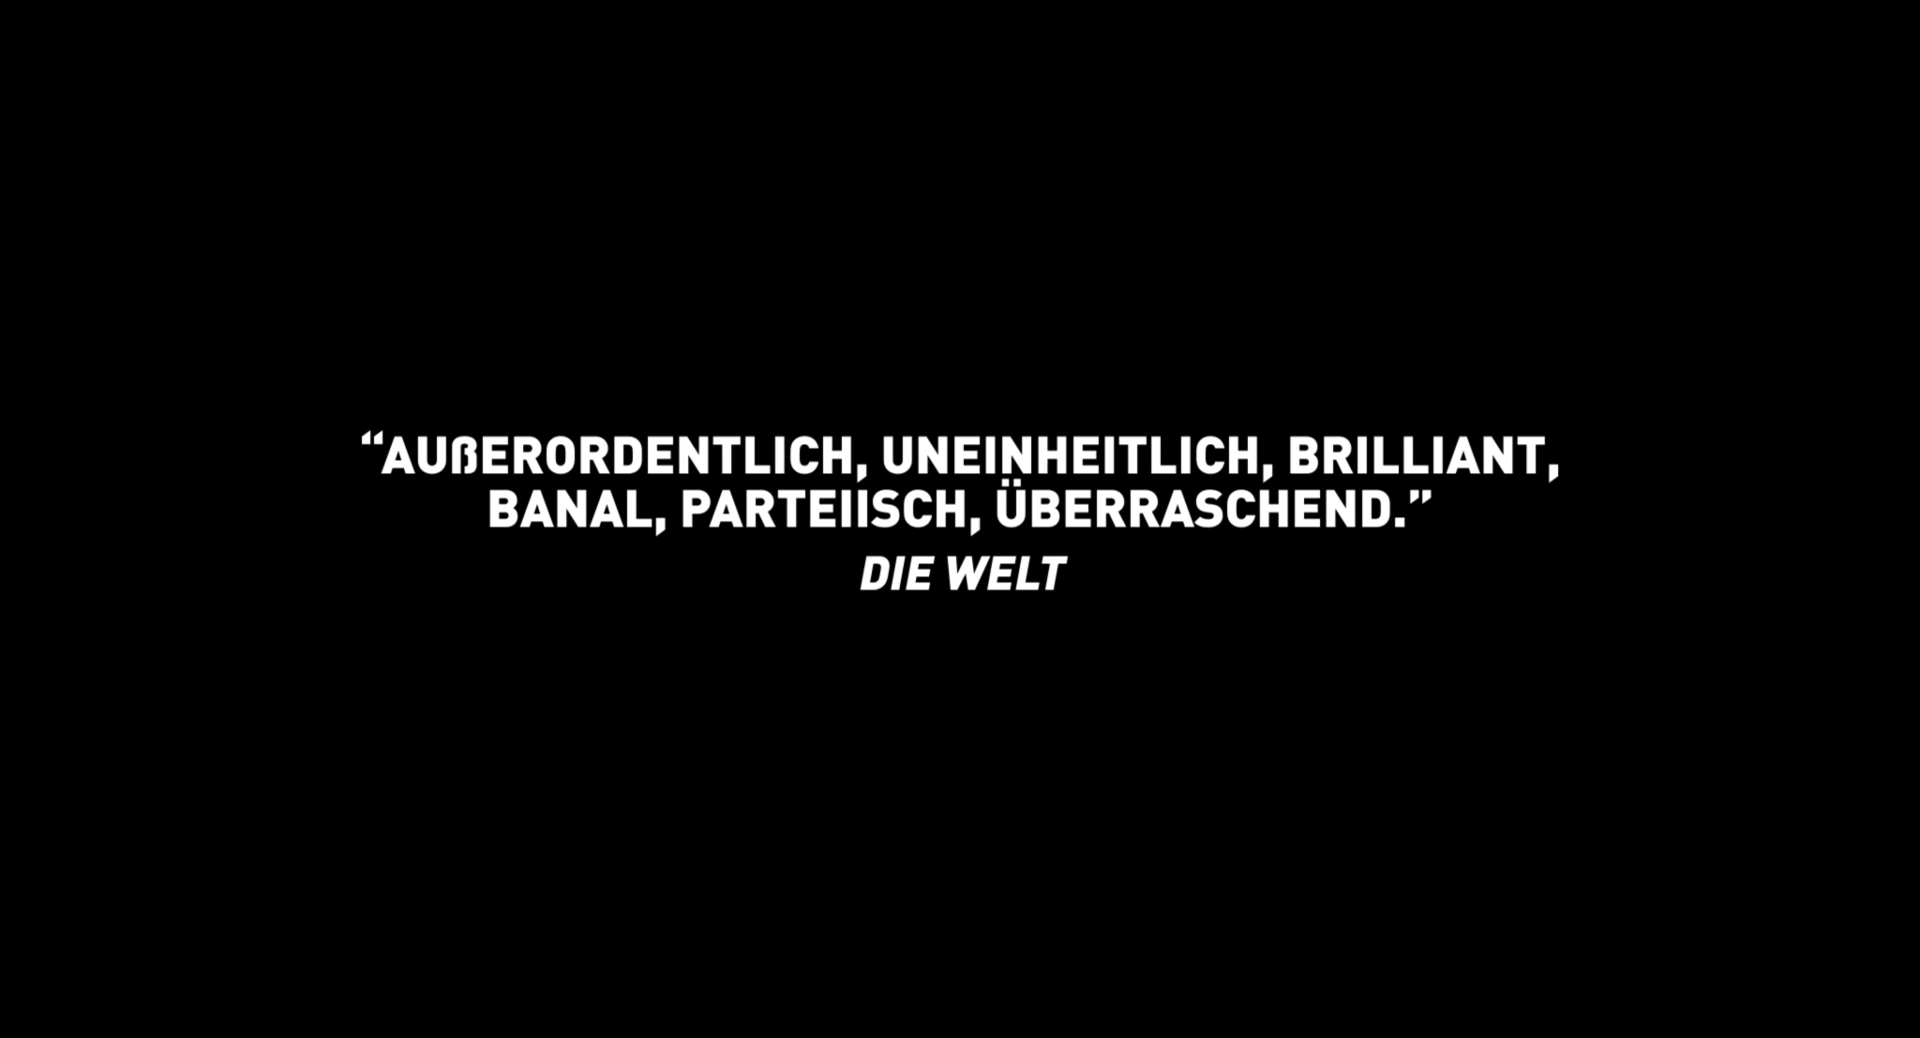 “AUßERORDENTLICH, UNEINHEITLICH, BRILLIANT,
BANAL, PARTEIISCH, ÜBERRASCHEND.”
DIE WELT